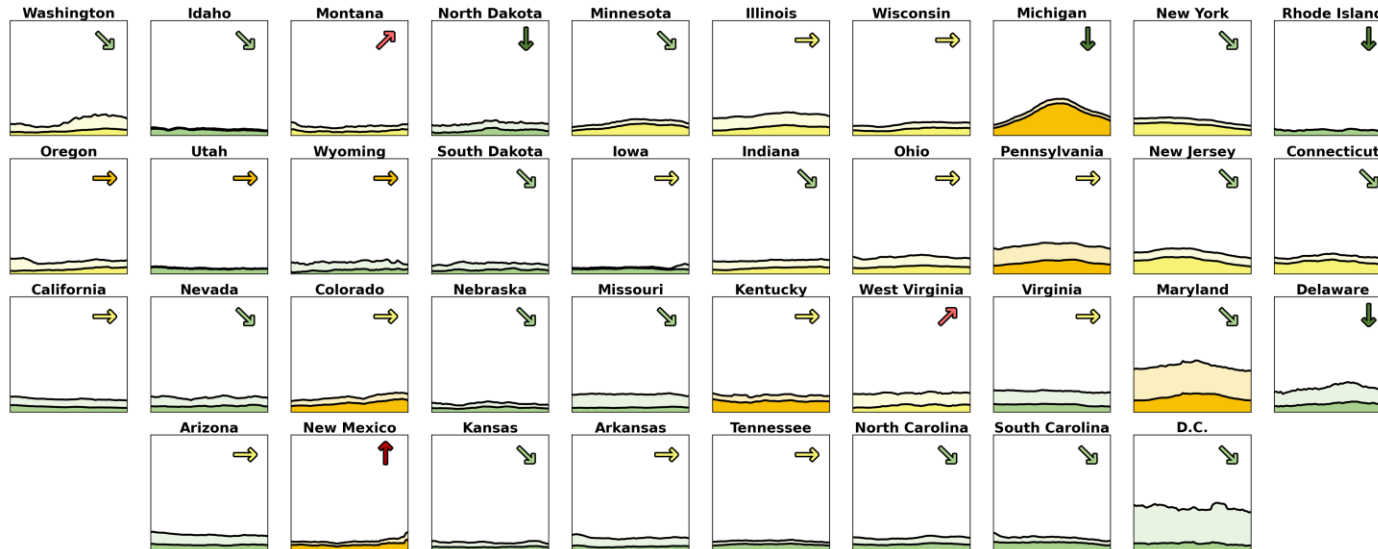 Washington Idaho Montana North Dakota Minnesota Illinois Wisconsin Michigan New York Rhode Island
Oregon Utah Wyoming South Dakota Iowa Indiana Ohio Pennsylvania New Jersey Connecticut
California Nevada Colorado Nebraska Missouri Kentucky West Virginia Virginia Maryland Delaware
Arizona New Mexico Kansas Arkansas Tennessee North Carolina South Carolina D.C.